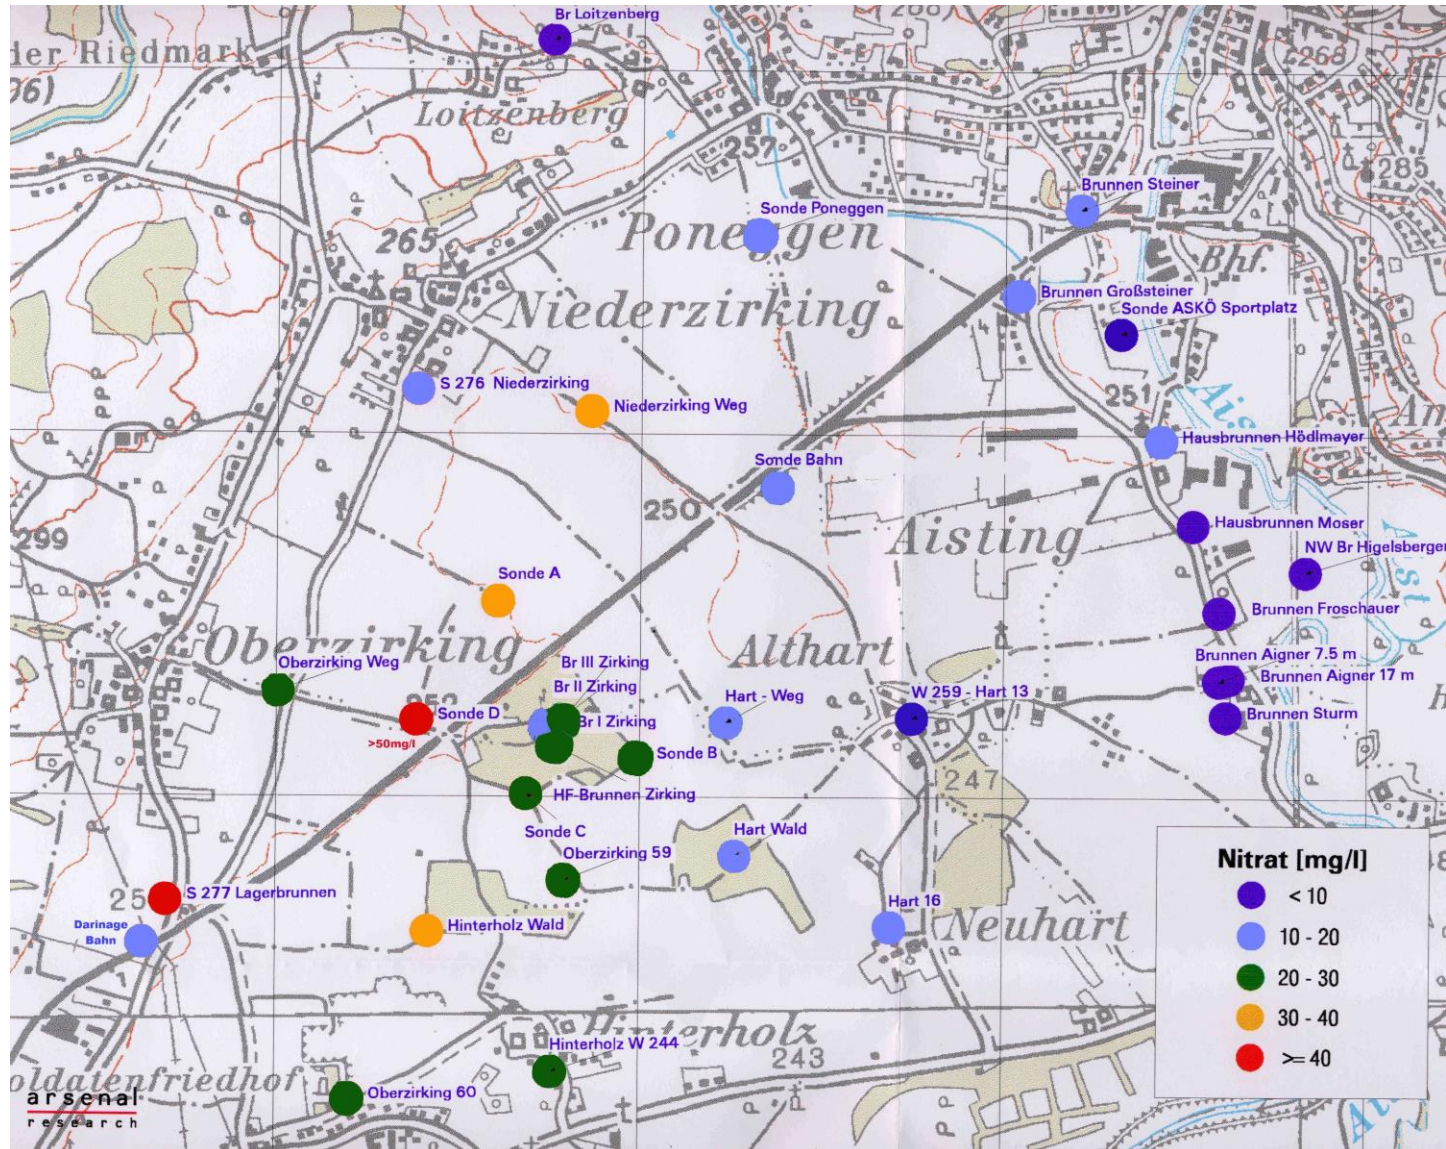 Br Loitzenberg
der Riedmark
(268)
268
96)
Loitzenberg
257
285
Brunnen Steiner
Sonde Poneggen
Poneggen
265
Bhf.
Brunnen Großsteiner
Niederzirking
Sonde ASKÖ Sportplatz
S 276 Niederzirking
Niederzirking Weg
251
Hausbrunnen Hödlmayer
Sonde Bahn
250
Hausbrunnen Moser
299
Aisting
NW Br Higelsberger
Aist
Sonde A
Brunnen Froschauer
Oberzirking
Althart
Oberzirking Weg
Br III Zirking
Brunnen Aigner 7.5 m
Brunnen Aigner 17 m
Br II Zirking
Hart - Weg
W 259 - Hart 13
Sonde D
Br I Zirking
Brunnen Sturm
>50mg/l
Sonde B
247
HF-Brunnen Zirking
Sonde C
Hart Wald
Oberzirking 59
Nitrat [mg/l]
S 277 Lagerbrunnen
< 10
25
Hart 16
Darinage
Bahn
Hinterholz Wald
Neuhart
10 - 20
20 - 30
30 - 40
Hinterholz
Hinterholz W 244
243
>= 40
oldatenfriedhof
Oberzirking 60
arsenal
research